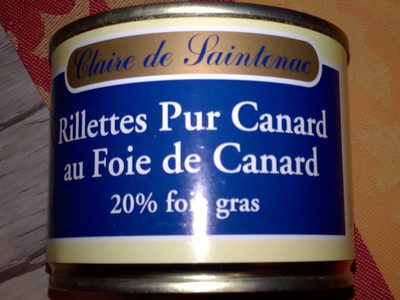 Claire de Saintenac
Rillettes Pur Canard
au Foie de Canard
20% foie gras